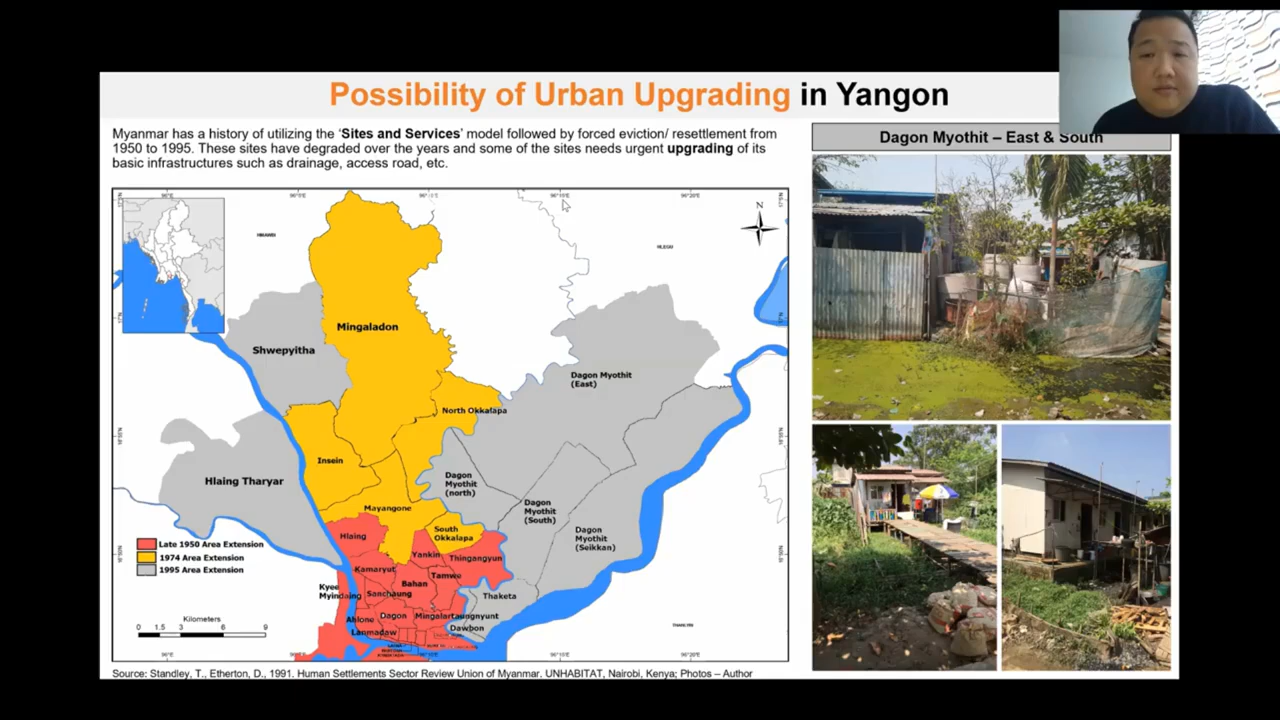 Possibility of Urban Upgrading in Yangon
Myanmar has a history of utilizing the 'Sites and Services' model followed by forced eviction/ resettlement from
1950 to 1995. These sites have degraded over the years and some of the sites needs urgent upgrading of its
basic infrastructures such as drainage, access road, etc.
Dagon Myothit – East & South
N
HLEGU
Mingaladon
Shwepyitha
Dagon Myothit
(East)
North Okkalapa
Insein
Hlaing Tharyar
Dagon
Myothit
(north)
Dagon
Myothit
(South)
Mayangone
South
Okkalapa
Dagon
Myothit
(Seikkan)
Hlaing
Late 1950 Area Extension
1974 Area Extension
1995 Area Extension
Yankin
Thingangyun
Kamaryut
Tamwe
Bahan
Kyee
Myindaing
Sanchaung
Thaketa
Ahlone
Dagon
Mingalartaungnyunt
Dawbon
Lanmadaw
Kilometers
0 1.5 3 6 9
Source: Standley, T., Etherton, D., 1991. Human Settlements Sector Review Union of Myanmar. UNHABITAT, Nairobi, Kenya; Photos – Author